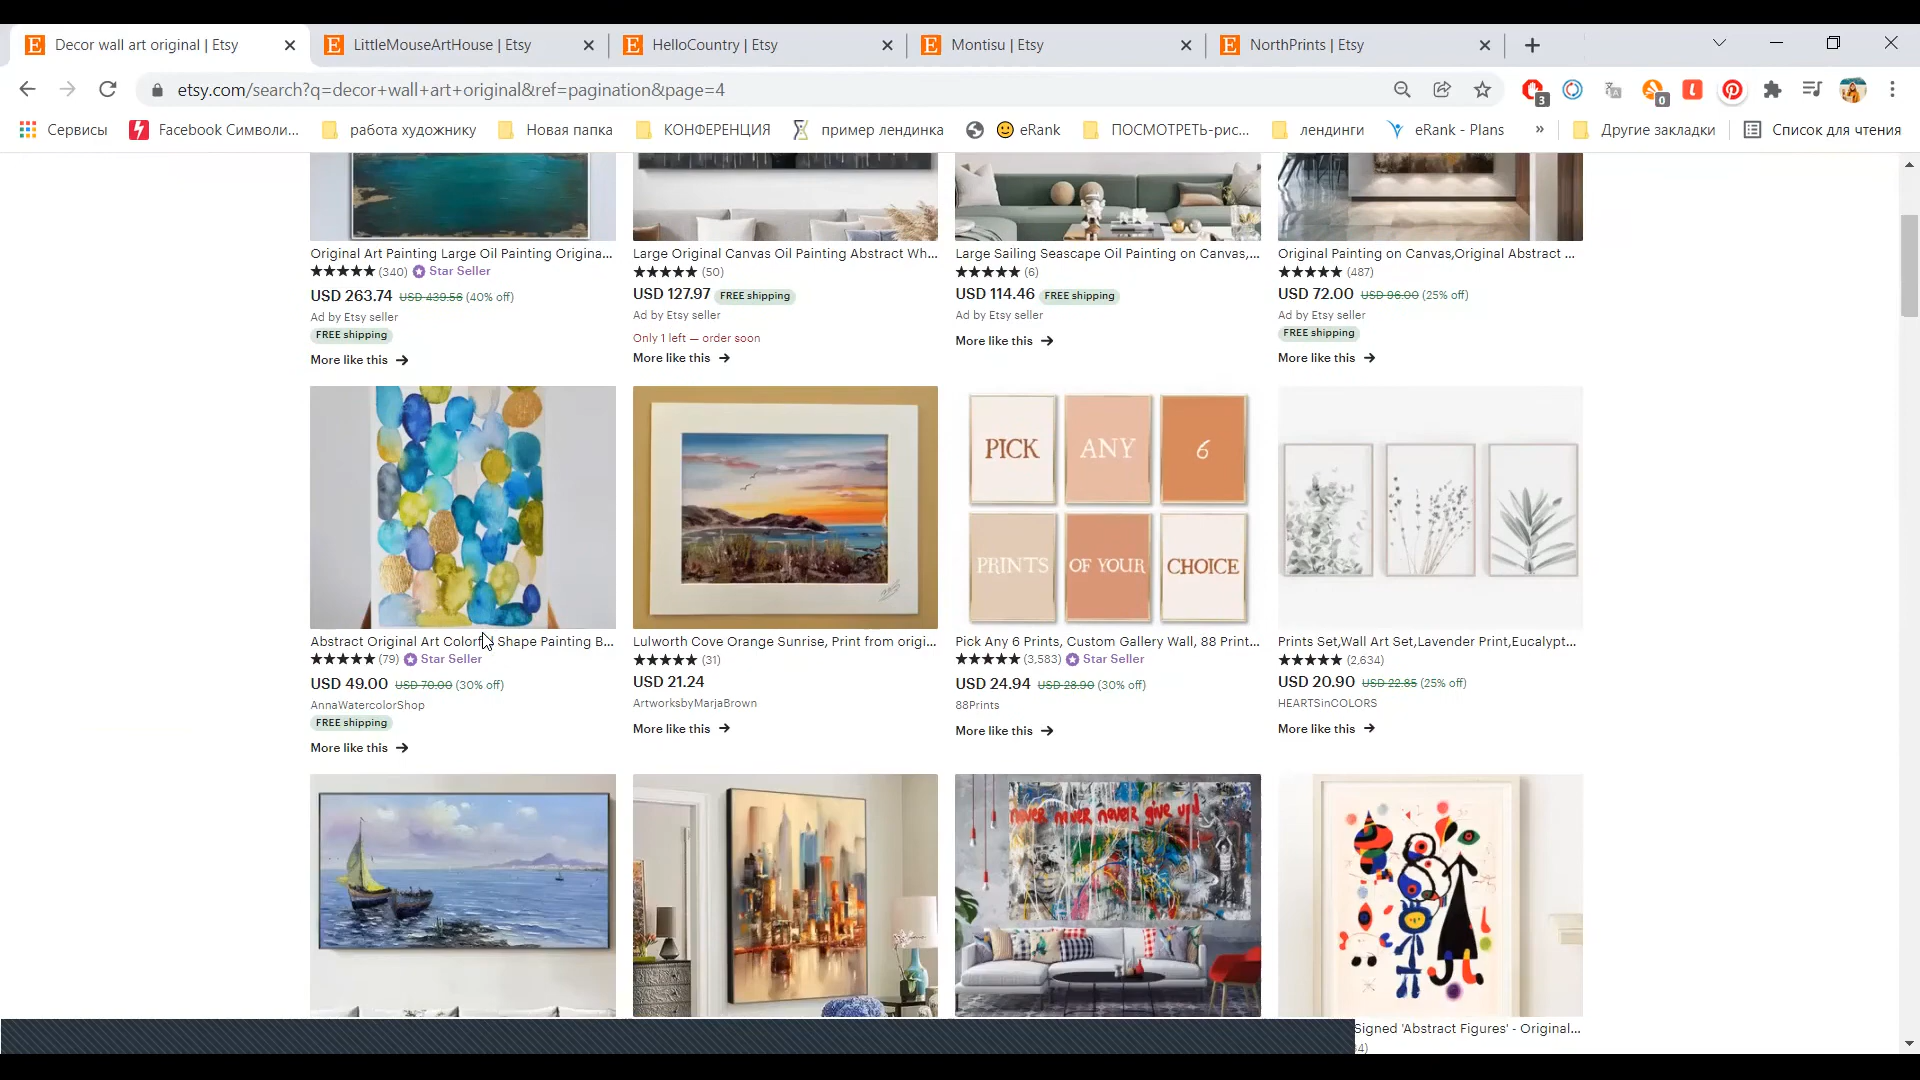 Decor wall art original | Etsy
LittleMouseArtHouse | Etsy
HelloCountry | Etsy
Montisu | Etsy
NorthPrints | Etsy
etsy.com/search?q=decor+wall+art+original&ref=pagination&page=4
3
0
Сервисы
Facebook Символи...
работа художнику
Новая папка
КОНФЕРЕНЦИЯ
пример лендинка
eRank
ПОСМОТРЕТЬ-рис...
лендинги
eRank - Plans
»
Другие закладки
Список для чтения
Original Art Painting Large Oil Painting Origina...
(340) Star Seller
USD 263.74 USD 439.56 (40% off)
Ad by Etsy seller
FREE shipping
More like this
Large Original Canvas Oil Painting Abstract Wh...
(50)
USD 127.97 FREE shipping
Ad by Etsy seller
Only 1 left — order soon
More like this
Large Sailing Seascape Oil Painting on Canvas,...
(6)
USD 114.46 FREE shipping
Ad by Etsy seller
More like this
Original Painting on Canvas,Original Abstract ...
(487)
USD 72.00 USD 96.00 (25% off)
Ad by Etsy seller
FREE shipping
More like this
PICK
ANY
6
PRINTS
OF YOUR
CHOICE
Abstract Original Art Colorful Shape Painting B...
(79) Star Seller
USD 49.00 USD 70.00 (30% off)
AnnaWatercolorShop
FREE shipping
More like this
Lulworth Cove Orange Sunrise, Print from origi...
(31)
USD 21.24
ArtworksbyMarjaBrown
More like this
Pick Any 6 Prints, Custom Gallery Wall, 88 Print...
(3,583) Star Seller
USD 24.94 USD 28.90 (30% off)
88Prints
More like this
Prints Set,Wall Art Set,Lavender Print,Eucalypt...
(2,634)
USD 20.90 USD 22.85 (25% off)
HEARTSinCOLORS
More like this
never never never give up!
Signed 'Abstract Figures' - Original...